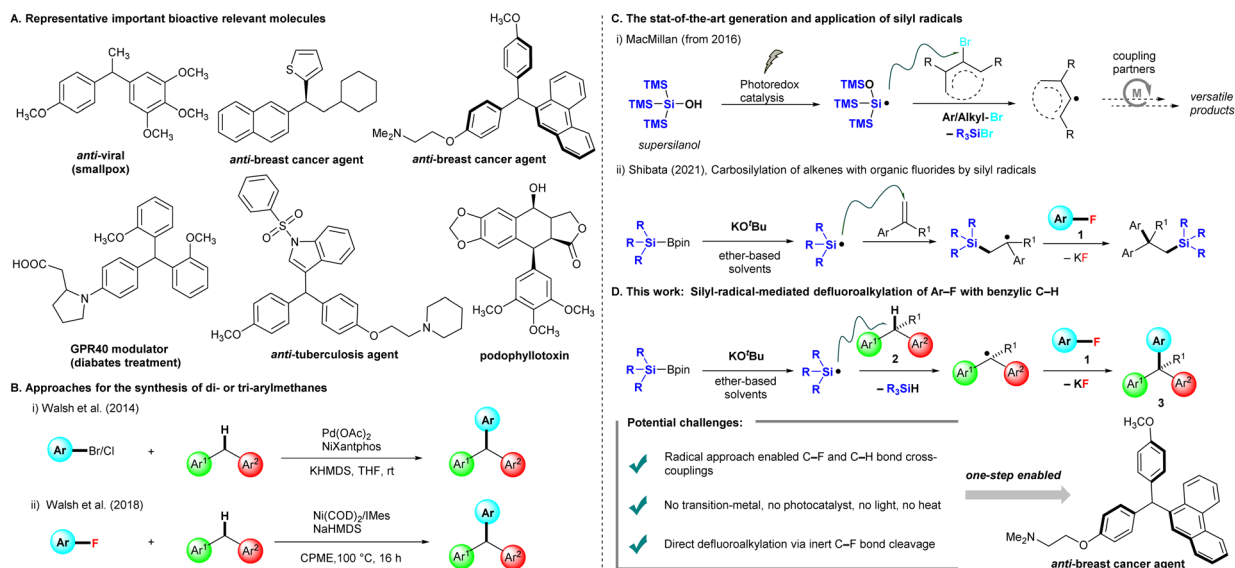 A. Representative important bioactive relevant molecules
CH3
OCH3
OCH3
OCH3
CH3O
anti-viral
(smallpox)
S
anti-breast cancer agent
H3CO
NMe2
O
anti-breast cancer agent
H3CO
OCH3
HOOC
N
GPR40 modulator
(diabetes treatment)
O
S
O
N
H3CO
O
N
anti-tuberculosis agent
OH
O
O
O
O
H3CO
OCH3
OCH3
podophyllotoxin
B. Approaches for the synthesis of di- or tri-arylmethanes
i) Walsh et al. (2014)
Ar
Br/Cl
+
H
Ar1
Ar2
Pd(OAc)2
NiXantphos
KHMDS, THF, rt
Ar
Ar1
Ar2
ii) Walsh et al. (2018)
Ar
F
+
H
Ar1
Ar2
Ni(COD)2/IMes
NaHMDS
CPME,100 °C, 16 h
Ar
Ar1
Ar2
C. The stat-of-the-art generation and application of silyl radicals
i) MacMillan (from 2016)
TMS
TMS
Si
OH
TMS
supersilanol
Photoredox
catalysis
TMSO
TMS
Si•
TMS
Br
R
R
Ar/Alkyl-Br
– R3SiBr
R
R
coupling
partners
M
versatile
products
ii) Shibata (2021), Carbosilylation of alkenes with organic fluorides by silyl radicals
R
R
Si
Bpin
R
KOtBu
ether-based
solvents
R
R
Si•
R
Ar
R1
R
R
Si
R
R1
Ar
Ar
F
1
– KF
Ar
R1
Ar
R
R
Si
R
D. This work: Silyl-radical-mediated defluoroalkylation of Ar–F with benzylic C–H
R
R
Si
Bpin
R
KOtBu
ether-based
solvents
R
R
Si•
R
H
R1
Ar1
Ar2
2
– R3SiH
R1
Ar1
Ar2
Ar
F
1
– KF
Ar
R1
Ar1
Ar2
3
Potential challenges:
Radical approach enabled C–F and C–H bond cross-
couplings
No transition-metal, no photocatalyst, no light, no heat
Direct defluoroalkylation via inert C–F bond cleavage
one-step enabled
H3CO
Me2N
O
anti-breast cancer agent